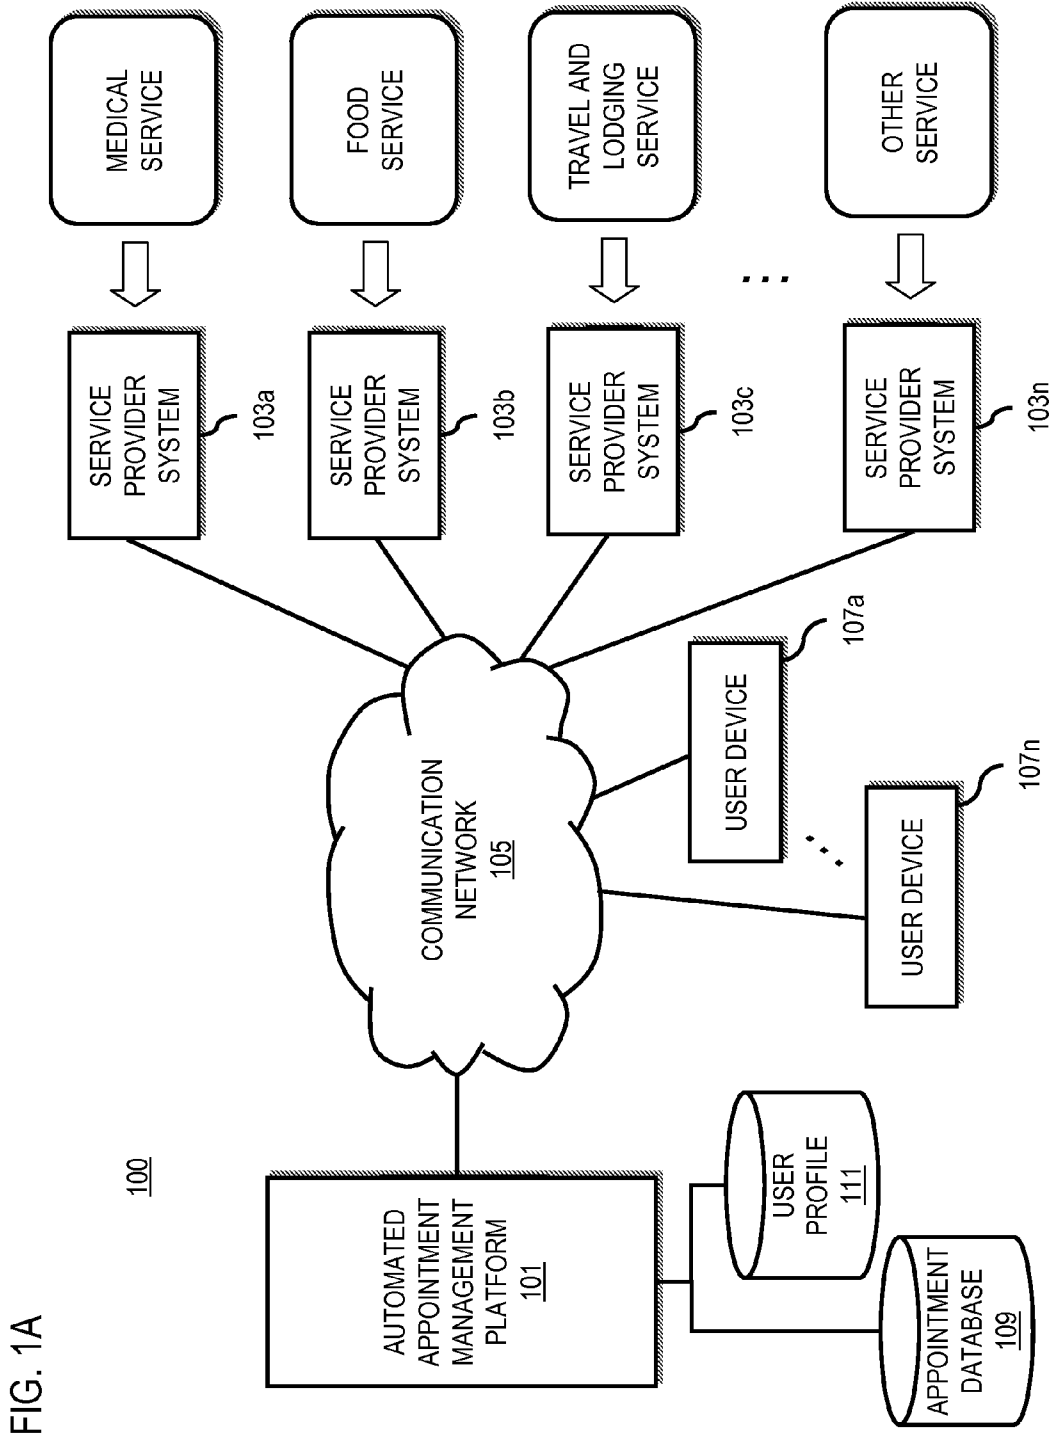 FIG. 1A
100
AUTOMATED
APPOINTMENT
MANAGEMENT
PLATFORM
101
APPOINTMENT
DATABASE
109
USER
PROFILE
111
COMMUNICATION
NETWORK
105
USER DEVICE
107n
USER DEVICE
107a
SERVICE
PROVIDER
SYSTEM
103a
SERVICE
PROVIDER
SYSTEM
103b
SERVICE
PROVIDER
SYSTEM
103c
...
SERVICE
PROVIDER
SYSTEM
103n
MEDICAL
SERVICE
FOOD
SERVICE
TRAVEL AND
LODGING
SERVICE
OTHER
SERVICE